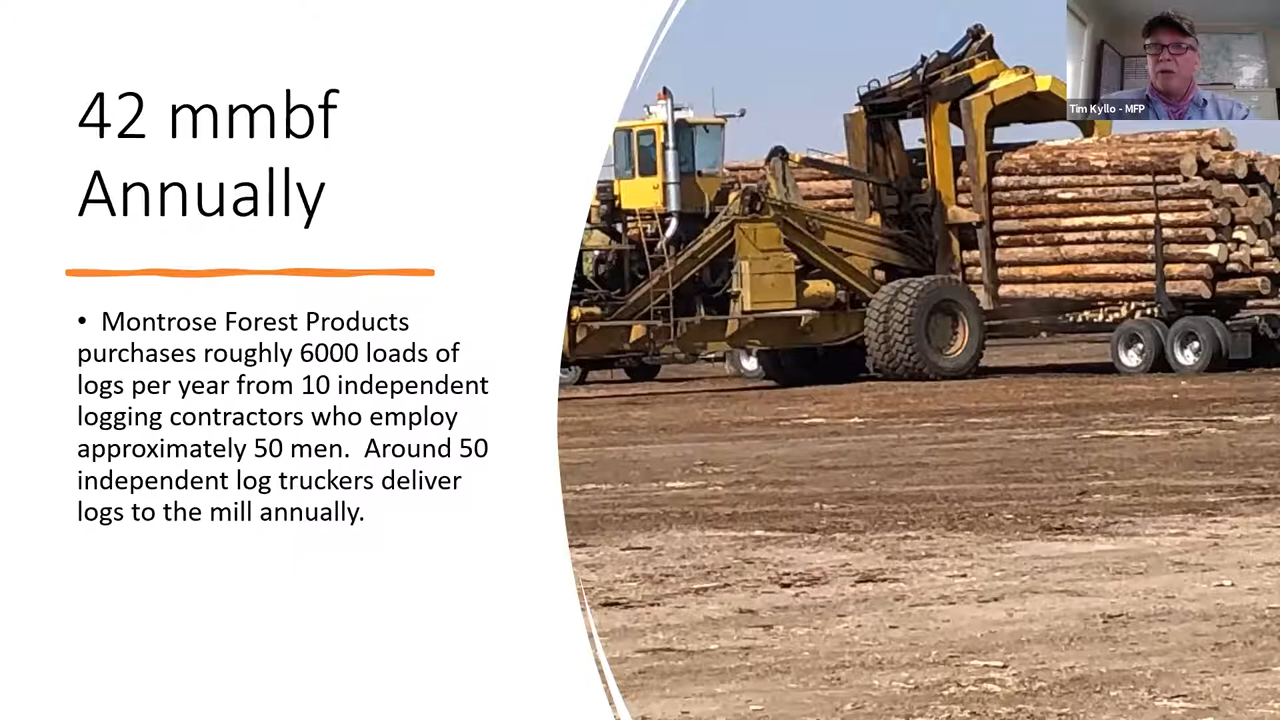 42 mmbf
Annually
• Montrose Forest Products
purchases roughly 6000 loads of
logs per year from 10 independent
logging contractors who employ
approximately 50 men.  Around 50
independent log truckers deliver
logs to the mill annually.
Tim Kyllo - MFP